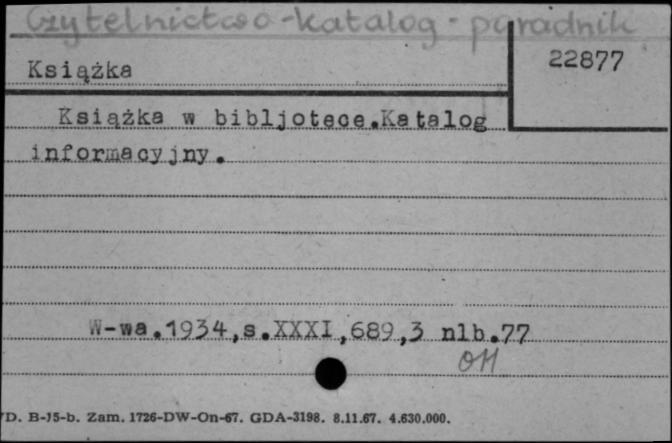 Czytelnictwo-katalog-poradnik
22877
Książka
Książka w bibljotece.Katalog
informacyjny.
W-wa.1934,s.XXXI,689,3 nlb.77
D. B-15-b. Zam. 1726-DW-On-67. GDA-3198. 8.11.67. 4.630.000.